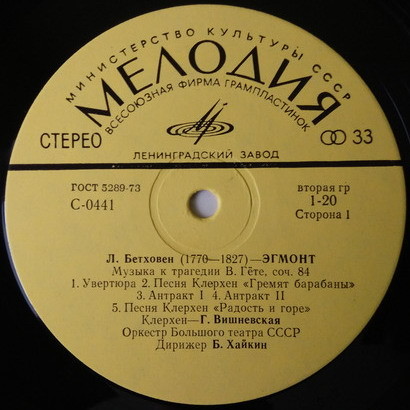 МИНИСТЕРСТВО КУЛЬТУРЫ СССР
МЕЛОДИЯ
ВСЕСОЮЗНАЯ ФИРМА ГРАМПЛАСТИНОК
СТЕРЕО 33
ЛЕНИНГРАДСКИЙ ЗАВОД
ГОСТ 5289-73 вторая гр
С-0441 1-20
Сторона 1
Л. Бетховен (1770—1827)—ЭГМОНТ
Музыка к трагедии В. Гёте, соч. 84
1. Увертюра 2. Песня Клерхен «Гремят барабаны»
3. Антракт I 4. Антракт II
5. Песня Клерхен «Радость и горе»
Клерхен—Г. Вишневская
Оркестр Большого театра СССР
Дирижер Б. Хайкин